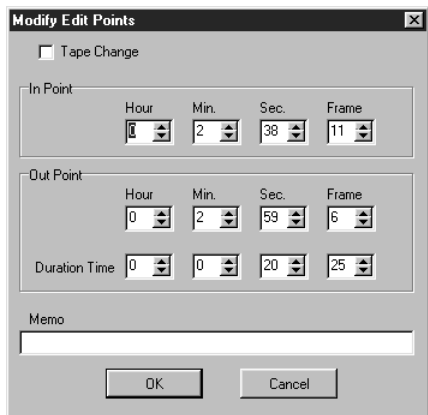 Modify Edit Points
Tape Change
In Point
Hour Min. Sec. Frame
0 2 38 11
Out Point
Hour Min. Sec. Frame
0 2 59 6
Duration Time 0 0 20 25
Memo
OK Cancel